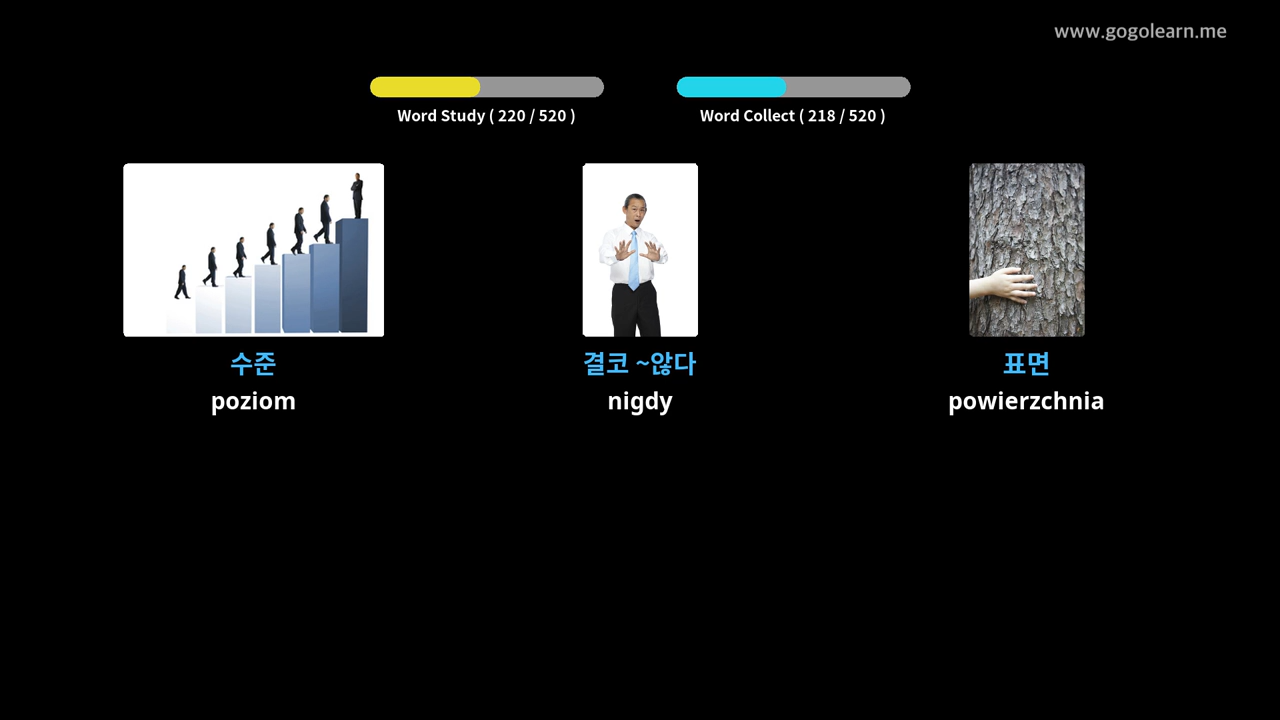 www.gogolearn.me
Word Study ( 220 / 520 )
Word Collect ( 218 / 520 )
수준
poziom
결코 ~않다
nigdy
표면
powierzchnia